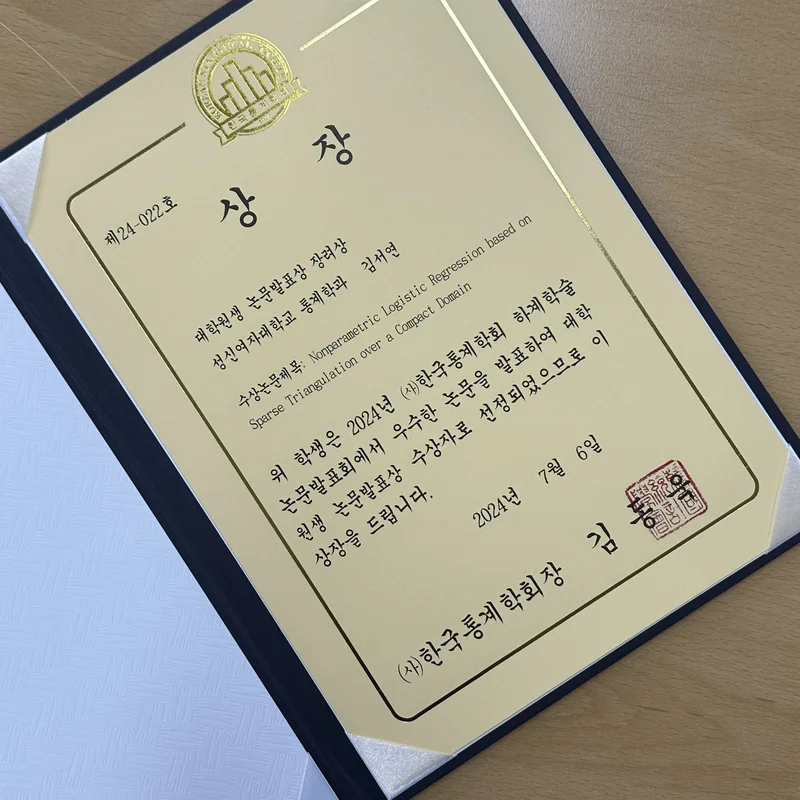 한국통계학회
상 장
제24-022호
대학원생 논문발표상 장려상
성신여자대학교 통계학과 김서연
수상논문제목: Nonparametric Logistic Regression based on
Sparse Triangulation over a Compact Domain
위 학생은 2024년 (사)한국통계학회 하계학술
논문발표회에서 우수한 논문을 발표하여 대학
원생 논문발표상 수상자로 선정되었으므로 이
상장을 드립니다.
2024년 7월 6일
(사)한국통계학회장 김 동 욱